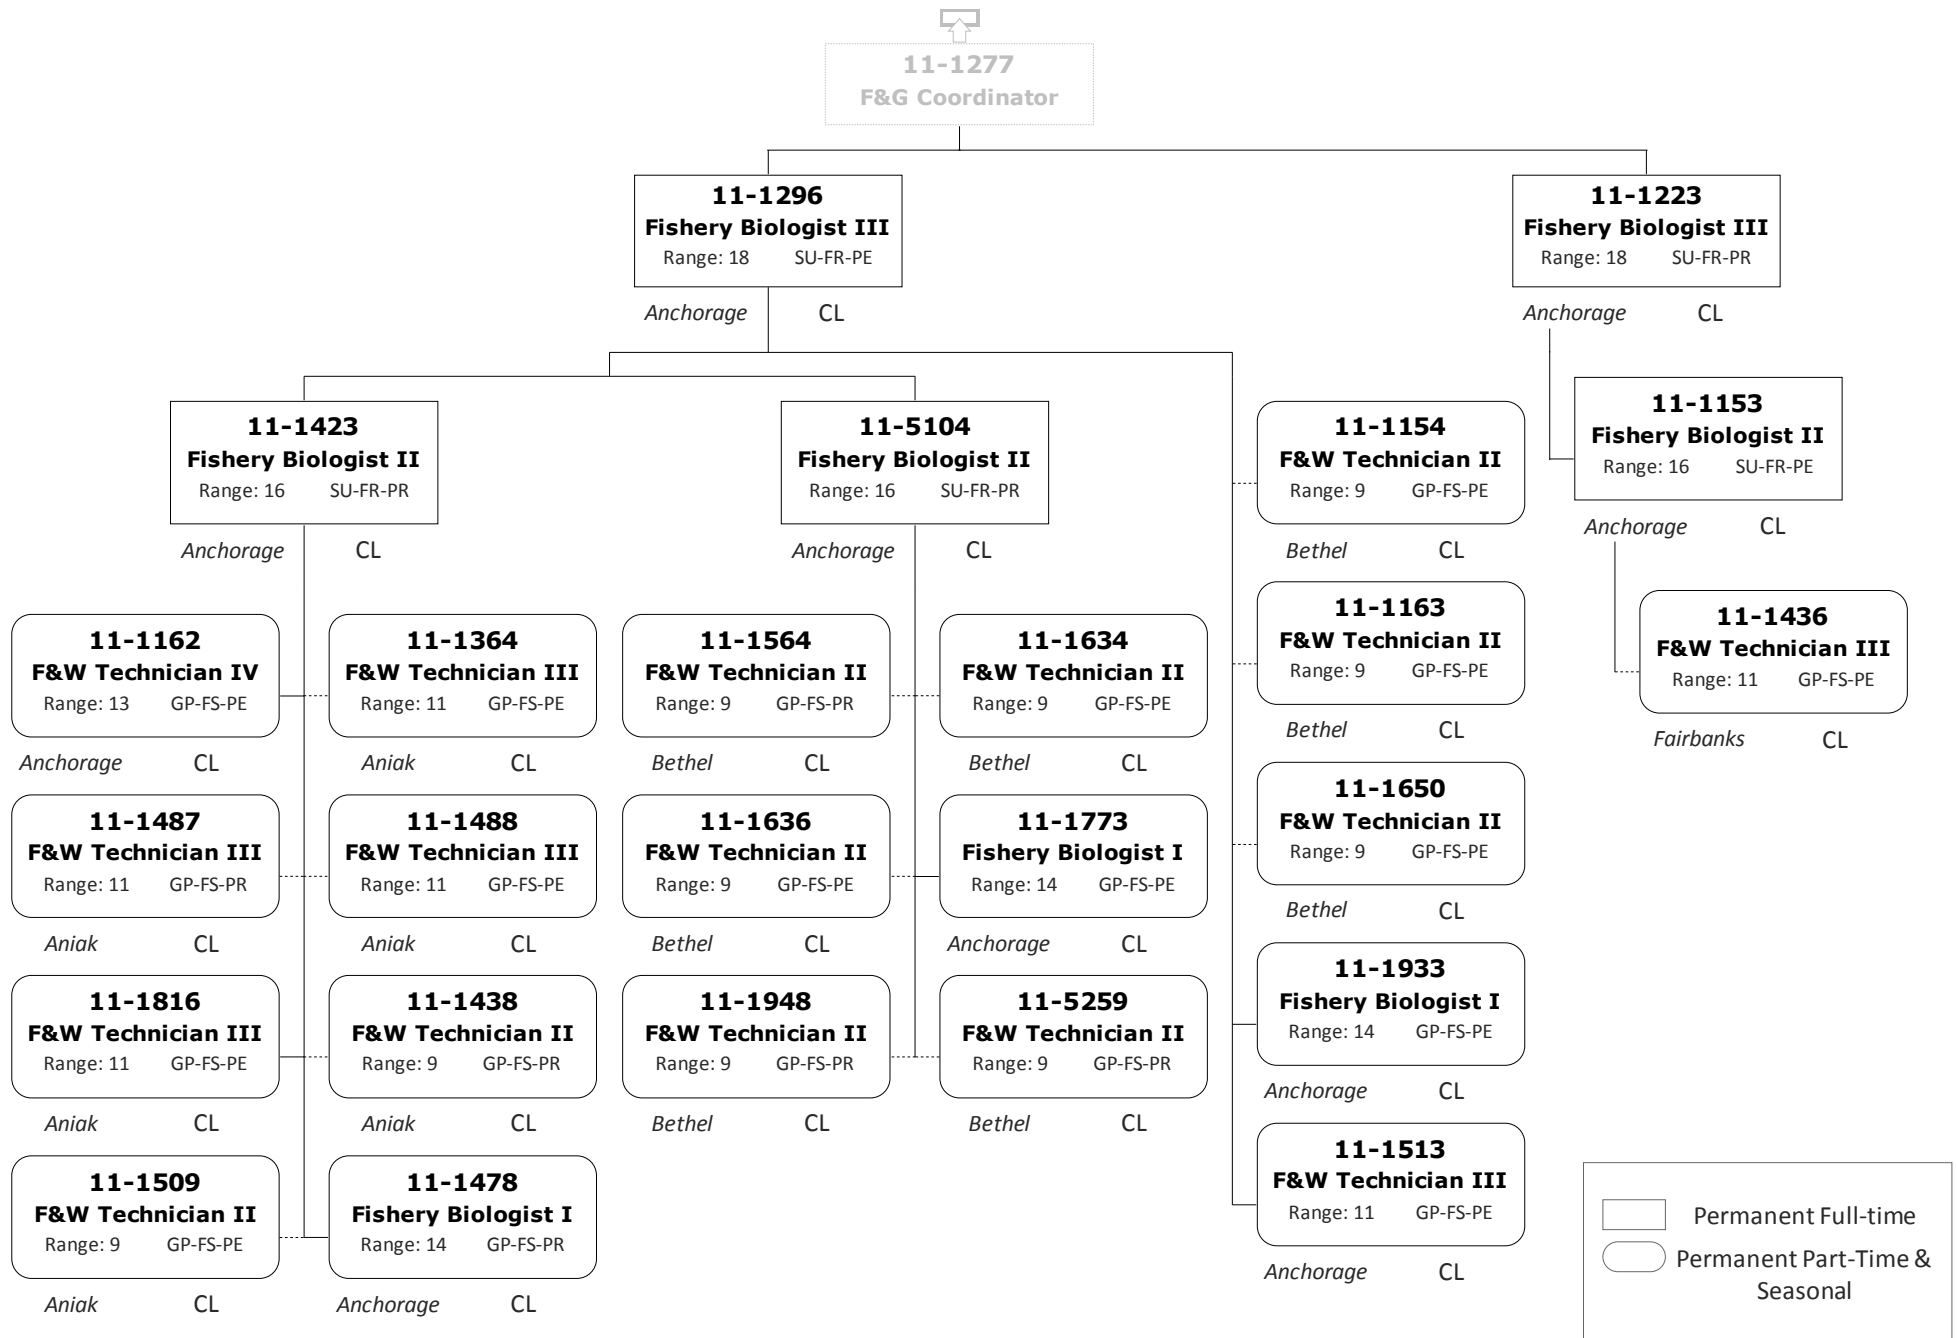 11-1277
F&G Coordinator
11-1296
Fishery Biologist III
Range: 18 SU-FR-PE
Anchorage CL
11-1223
Fishery Biologist III
Range: 18 SU-FR-PR
Anchorage CL
11-1423
Fishery Biologist II
Range: 16 SU-FR-PR
Anchorage CL
11-5104
Fishery Biologist II
Range: 16 SU-FR-PR
Anchorage CL
11-1154
F&W Technician II
Range: 9 GP-FS-PE
Bethel CL
11-1153
Fishery Biologist II
Range: 16 SU-FR-PE
Anchorage CL
11-1162
F&W Technician IV
Range: 13 GP-FS-PE
Anchorage CL
11-1364
F&W Technician III
Range: 11 GP-FS-PE
Aniak CL
11-1564
F&W Technician II
Range: 9 GP-FS-PR
Bethel CL
11-1634
F&W Technician II
Range: 9 GP-FS-PE
Bethel CL
11-1163
F&W Technician II
Range: 9 GP-FS-PE
Bethel CL
11-1436
F&W Technician III
Range: 11 GP-FS-PE
Fairbanks CL
11-1487
F&W Technician III
Range: 11 GP-FS-PR
Aniak CL
11-1488
F&W Technician III
Range: 11 GP-FS-PE
Aniak CL
11-1636
F&W Technician II
Range: 9 GP-FS-PE
Bethel CL
11-1773
Fishery Biologist I
Range: 14 GP-FS-PE
Anchorage CL
11-1650
F&W Technician II
Range: 9 GP-FS-PE
Bethel CL
11-1816
F&W Technician III
Range: 11 GP-FS-PE
Aniak CL
11-1438
F&W Technician II
Range: 9 GP-FS-PR
Aniak CL
11-1948
F&W Technician II
Range: 9 GP-FS-PR
Bethel CL
11-5259
F&W Technician II
Range: 9 GP-FS-PR
Bethel CL
11-1933
Fishery Biologist I
Range: 14 GP-FS-PE
Anchorage CL
11-1509
F&W Technician II
Range: 9 GP-FS-PE
Aniak CL
11-1478
Fishery Biologist I
Range: 14 GP-FS-PR
Anchorage CL
11-1513
F&W Technician III
Range: 11 GP-FS-PE
Anchorage CL
Permanent Full-time
Permanent Part-Time &
Seasonal